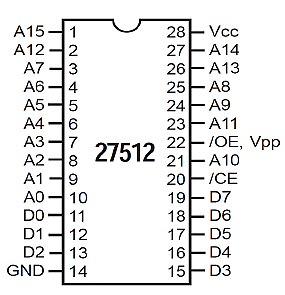 A15 1 28 Vcc
A12 2 27 A14
A7 3 26 A13
A6 4 25 A8
A5 5 24 A9
A4 6 23 A11
A3 7 22 /OE, Vpp
27512
A2 8 21 A10
A1 9 20 /CE
A0 10 19 D7
D0 11 18 D6
D1 12 17 D5
D2 13 16 D4
GND 14 15 D3